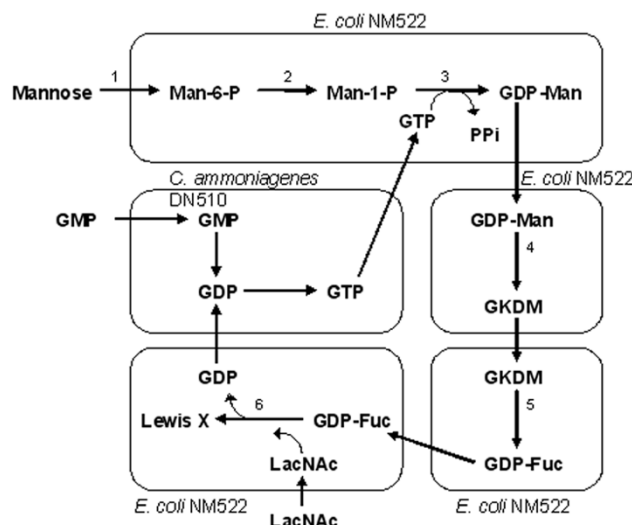 E. coli NM522
1 2 3
Mannose Man-6-P Man-1-P GDP-Man
GTP
PPi
C. ammoniagenes
DN510
E. coli NM522
GMP GMP GDP-Man
4
GDP GTP
GKDM
GDP GKDM
6 5
Lewis X GDP-Fuc
LacNAc GDP-Fuc
E. coli NM522 E. coli NM522
LacNAc